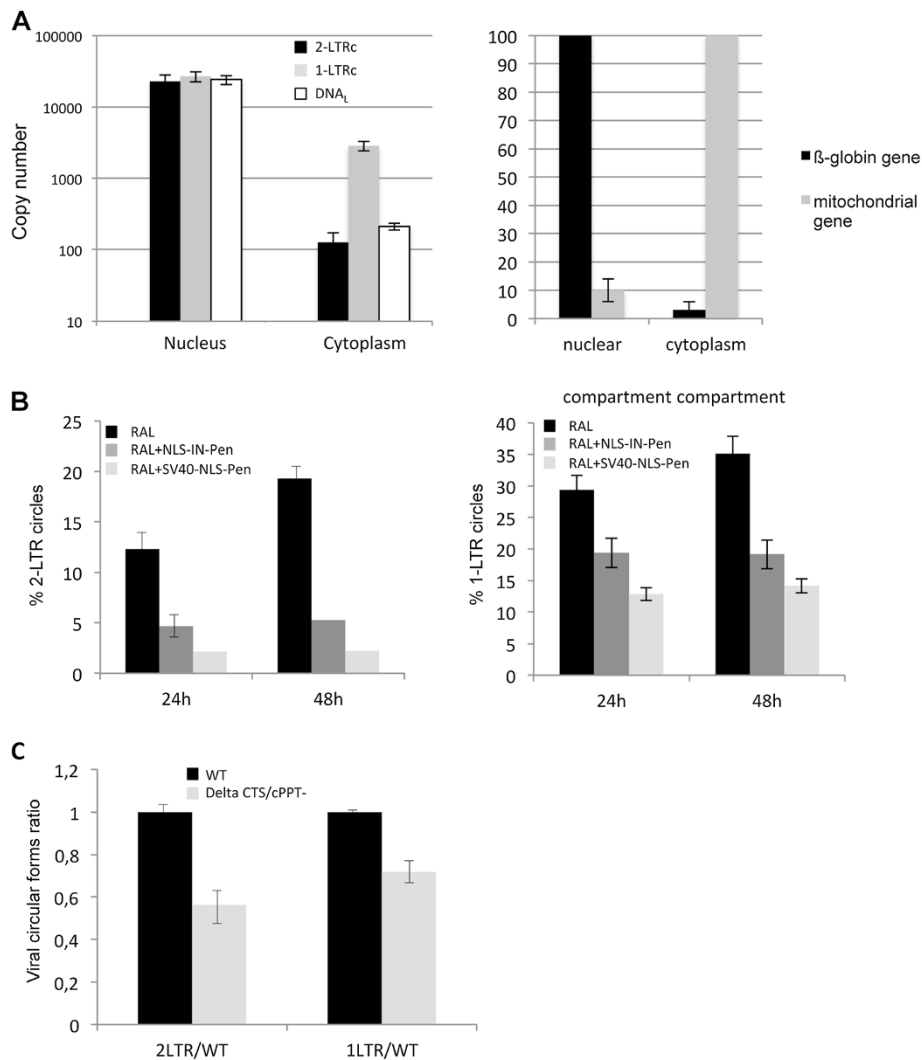 A
Copy number
100000
10000
1000
100
10
2-LTRc
1-LTRc
DNAL
Nucleus Cytoplasm
100
90
80
70
60
50
40
30
20
10
0
nuclear cytoplasm
ß-globin gene
mitochondrial
gene
compartment compartment
B
% 2-LTR circles
25
20
15
10
5
0
RAL
RAL+NLS-IN-Pen
RAL+SV40-NLS-Pen
24h 48h
% 1-LTR circles
40
35
30
25
20
15
10
5
0
RAL
RAL+NLS-IN-Pen
RAL+SV40-NLS-Pen
24h 48h
C
Viral circular forms ratio
1,2
1
0,8
0,6
0,4
0,2
0
WT
Delta CTS/cPPT-
2LTR/WT 1LTR/WT